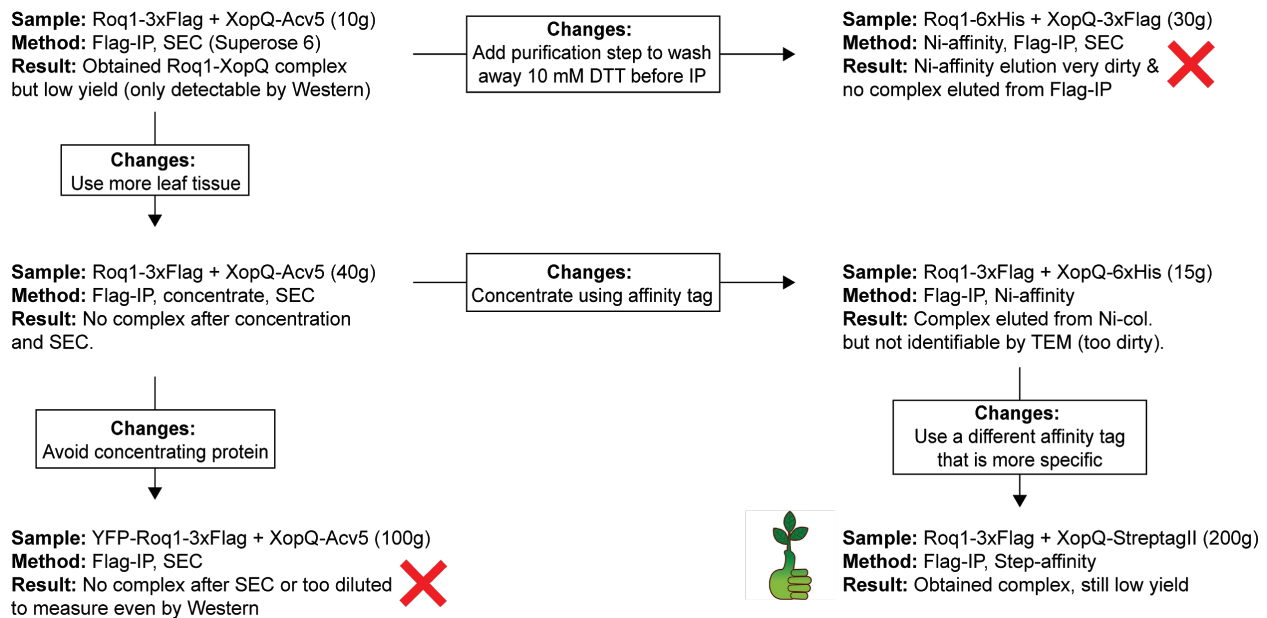 Sample: Roq1-3xFlag + XopQ-Acv5 (10g)
Method: Flag-IP, SEC (Superose 6)
Result: Obtained Roq1-XopQ complex
but low yield (only detectable by Western)
Changes:
Add purification step to wash
away 10 mM DTT before IP
Sample: Roq1-6xHis + XopQ-3xFlag (30g)
Method: Ni-affinity, Flag-IP, SEC
Result: Ni-affinity elution very dirty &
no complex eluted from Flag-IP
Changes:
Use more leaf tissue
Sample: Roq1-3xFlag + XopQ-Acv5 (40g)
Method: Flag-IP, concentrate, SEC
Result: No complex after concentration
and SEC.
Changes:
Concentrate using affinity tag
Sample: Roq1-3xFlag + XopQ-6xHis (15g)
Method: Flag-IP, Ni-affinity
Result: Complex eluted from Ni-col.
but not identifiable by TEM (too dirty).
Changes:
Avoid concentrating protein
Changes:
Use a different affinity tag
that is more specific
Sample: YFP-Roq1-3xFlag + XopQ-Acv5 (100g)
Method: Flag-IP, SEC
Result: No complex after SEC or too diluted
to measure even by Western
Sample: Roq1-3xFlag + XopQ-StreptagII (200g)
Method: Flag-IP, Step-affinity
Result: Obtained complex, still low yield